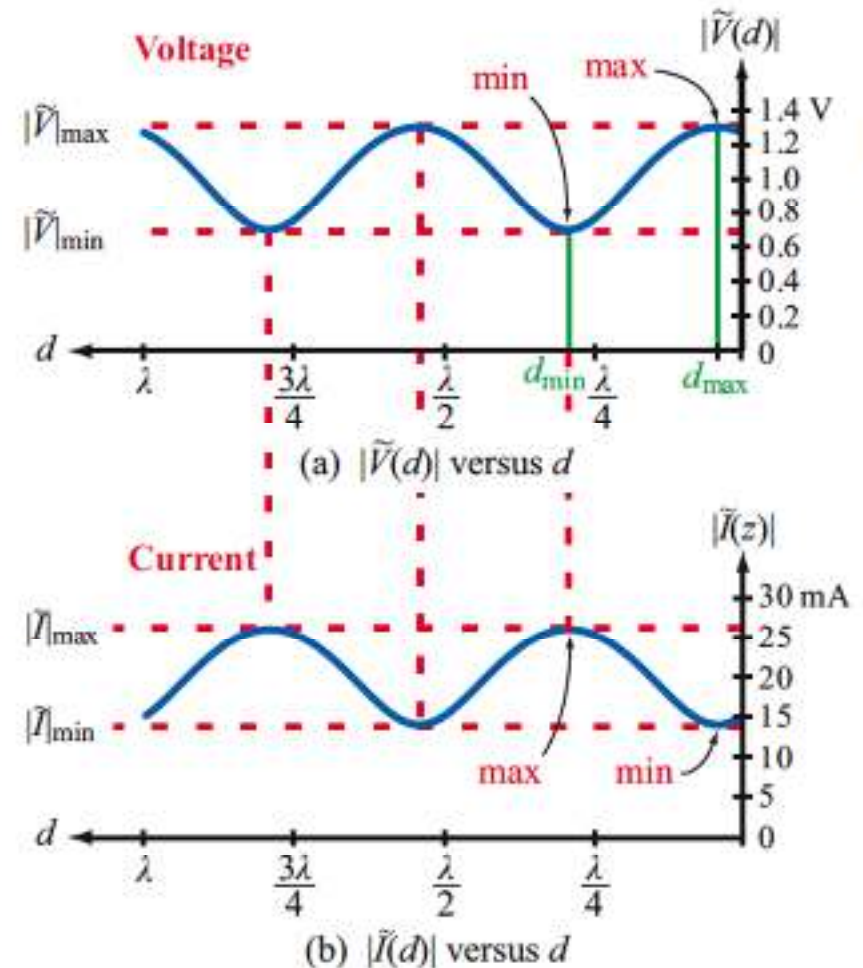 |Ṽ(d)|
Voltage
min
max
|Ṽ|max
1.4 V
1.2
1.0
0.8
|Ṽ|min
0.6
0.4
0.2
0
d
λ
3λ/4
λ/2
dmin
λ/4
dmax
(a) |Ṽ(d)| versus d
|Ĩ(z)|
Current
30 mA
|Ĩ|max
25
20
15
|Ĩ|min
10
max
min
5
0
d
λ
3λ/4
λ/2
λ/4
(b) |Ĩ(d)| versus d